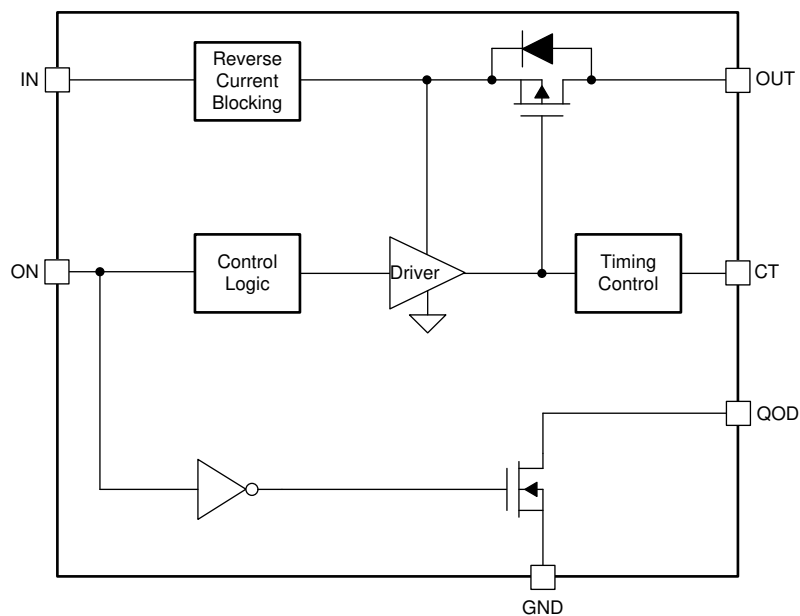 Reverse
Current
Blocking
IN
OUT
ON
Control
Logic
Driver
Timing
Control
CT
QOD
GND